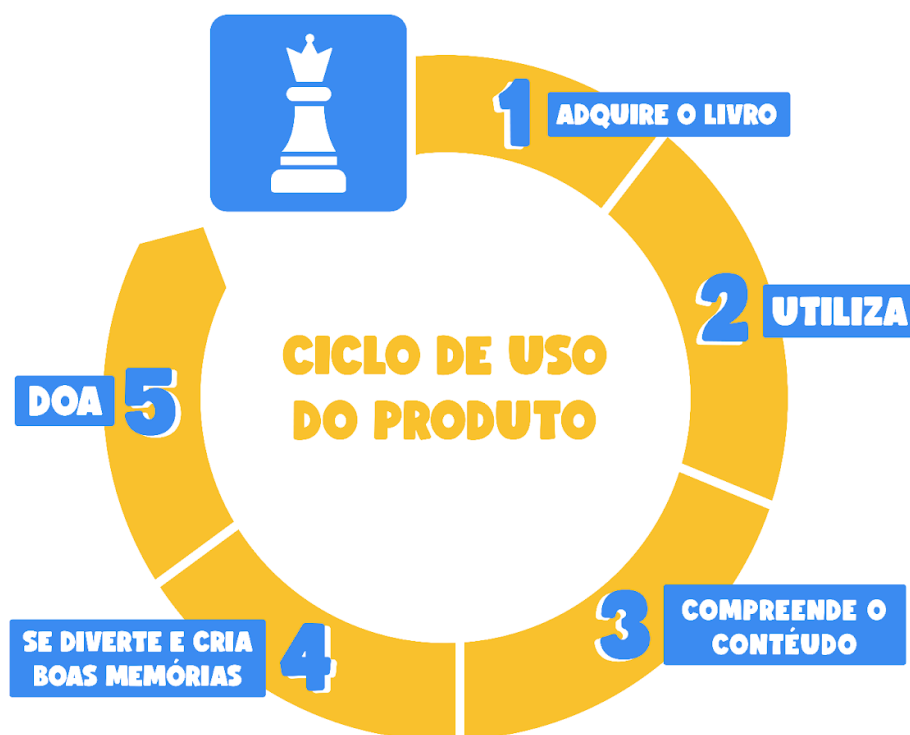 1
ADQUIRE O LIVRO
2
UTILIZA
3
COMPREENDE O
CONTÉUDO
4
SE DIVERTE E CRIA
BOAS MEMÓRIAS
5
DOA
CICLO DE USO
DO PRODUTO